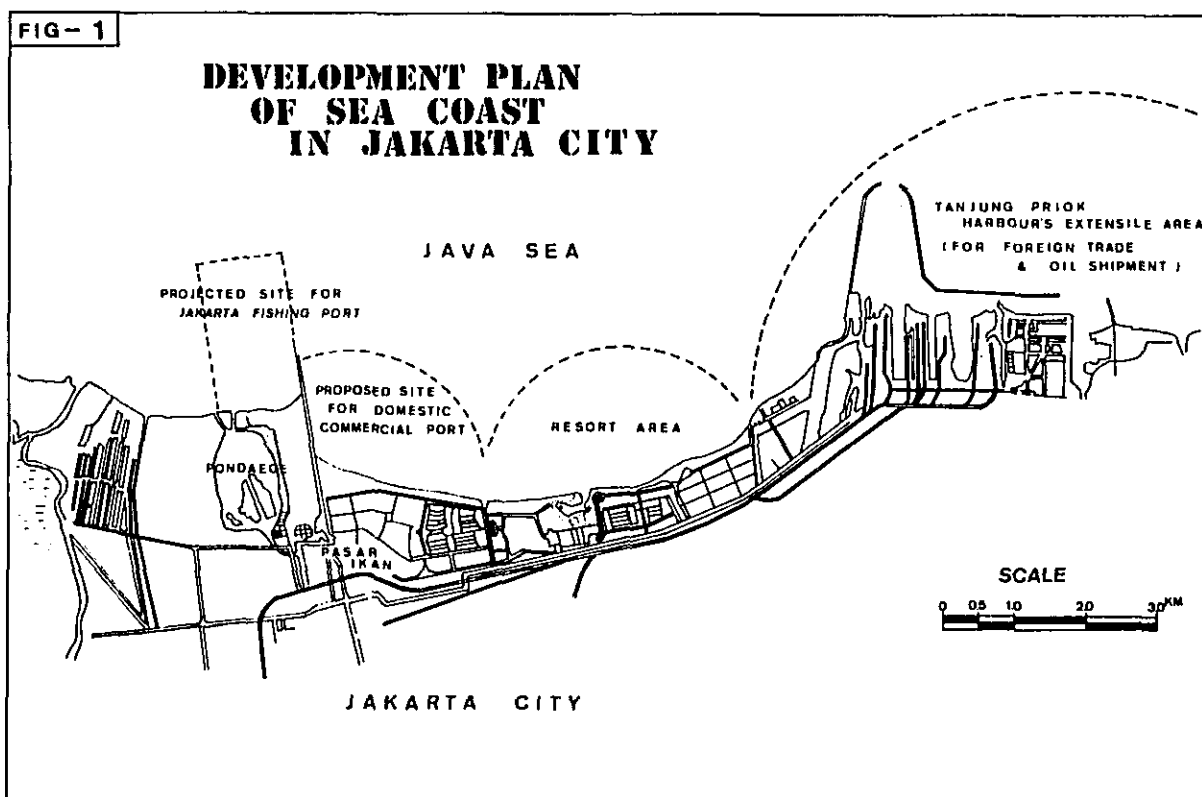 FIG-1
DEVELOPMENT PLAN
OF SEA COAST
IN JAKARTA CITY
JAVA SEA
TANJUNG PRIOK
HARBOUR'S EXTENSILE AREA
(FOR FOREIGN TRADE
& OIL SHIPMENT)
PROJECTED SITE FOR
JAKARTA FISHING PORT
PROPOSED SITE
FOR DOMESTIC
COMMERCIAL PORT
RESORT AREA
PONDAEGE
PASAR
IKAN
SCALE
0 0.5 1.0 2.0 3.0 KM
JAKARTA CITY